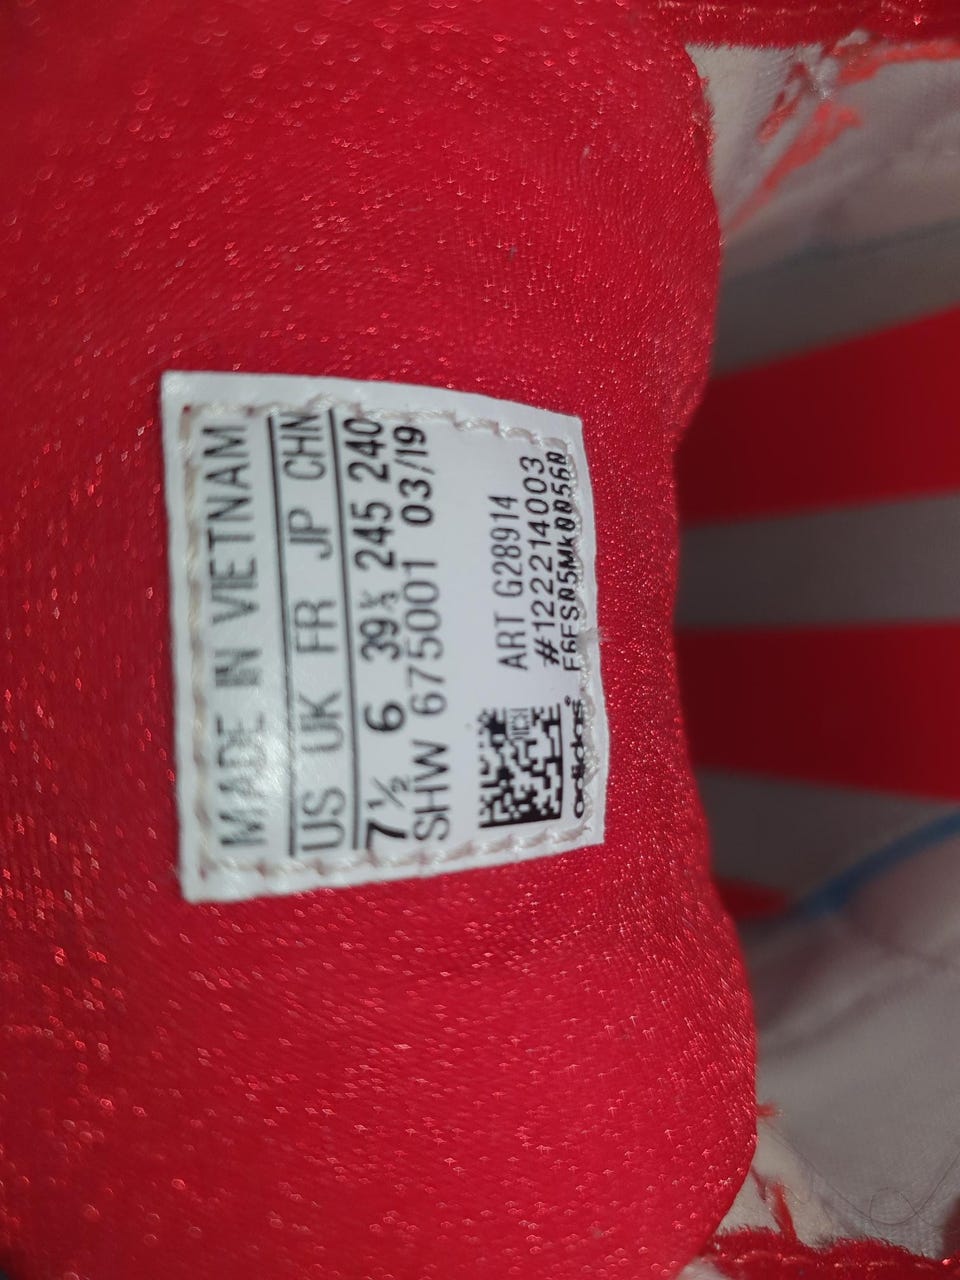 MADE IN VIETNAM
US UK FR JP CHN
7½ 6 39⅓ 245 240
SHW 675001 03/19
ART G28914
#122214003
adidas